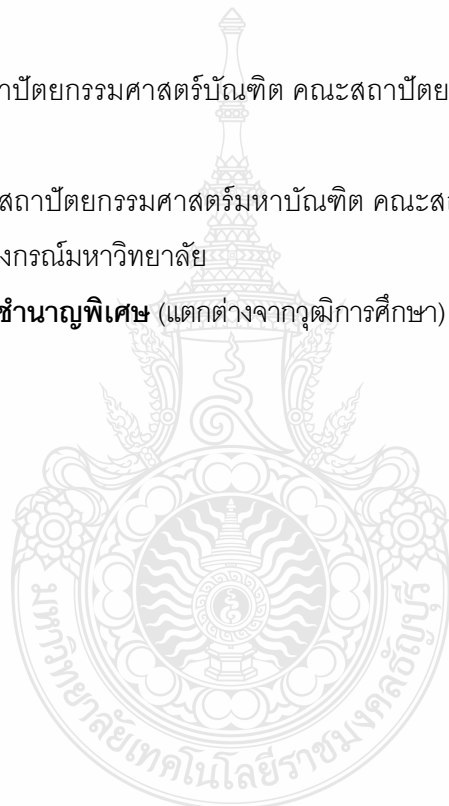 าปัตยกรรมศาสตร์บัณฑิต คณะสถาปัตย
สถาปัตยกรรมศาสตร์มหาบัณฑิต คณะส
งกรณ์มหาวิทยาลัย
ชำนาญพิเศษ (แตกต่างจากวุฒิการศึกษา)
มหาวิทยาลัยเทคโนโลยีราชมงคลธัญบุรี